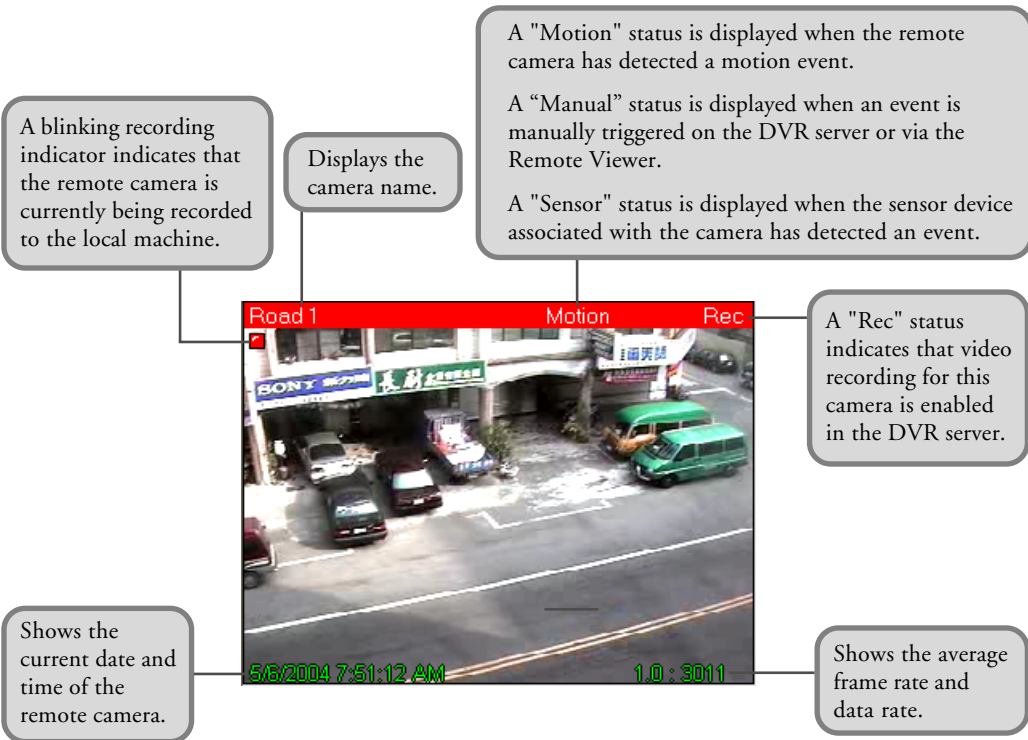 A "Motion" status is displayed when the remote
camera has detected a motion event.
A “Manual” status is displayed when an event is
manually triggered on the DVR server or via the
Remote Viewer.
A "Sensor" status is displayed when the sensor device
associated with the camera has detected an event.
A blinking recording
indicator indicates that
the remote camera is
currently being recorded
to the local machine.
Displays the
camera name.
Road 1 Motion Rec
A "Rec" status
indicates that video
recording for this
camera is enabled
in the DVR server.
SONY
長
Shows the
current date and
time of the
remote camera.
5/6/2004 7:51:12 AM
1.0 : 3011
Shows the average
frame rate and
data rate.